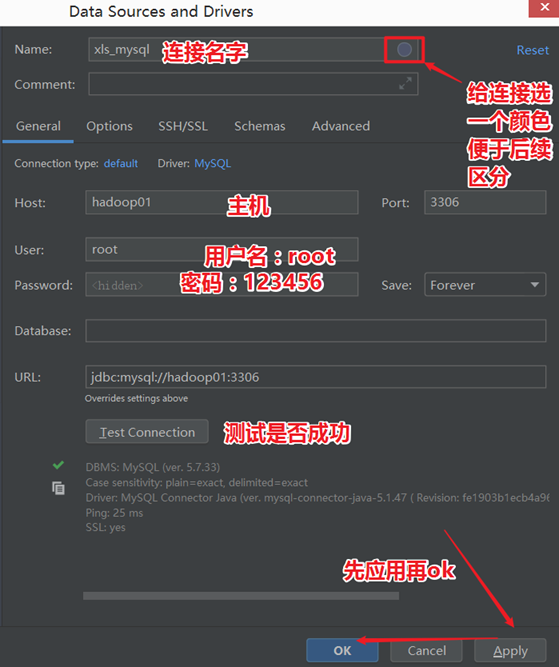 Data Sources and Drivers
Name: xls_mysql 连接名字 Reset
Comment:
给连接选
一个颜色
便于后续
区分
General Options SSH/SSL Schemas Advanced
Connection type: default Driver: MySQL
Host: hadoop01 主机 Port: 3306
User: root 用户名：root
Password: <hidden> 密码：123456 Save: Forever
Database:
URL: jdbc:mysql://hadoop01:3306
Overrides settings above
Test Connection 测试是否成功
DBMS: MySQL (ver. 5.7.33)
Case sensitivity: plain=exact, delimited=exact
Driver: MySQL Connector Java (ver. mysql-connector-java-5.1.47 ( Revision: fe1903b1ecb4a96
Ping: 25 ms
SSL: yes
先应用再ok
OK Cancel Apply